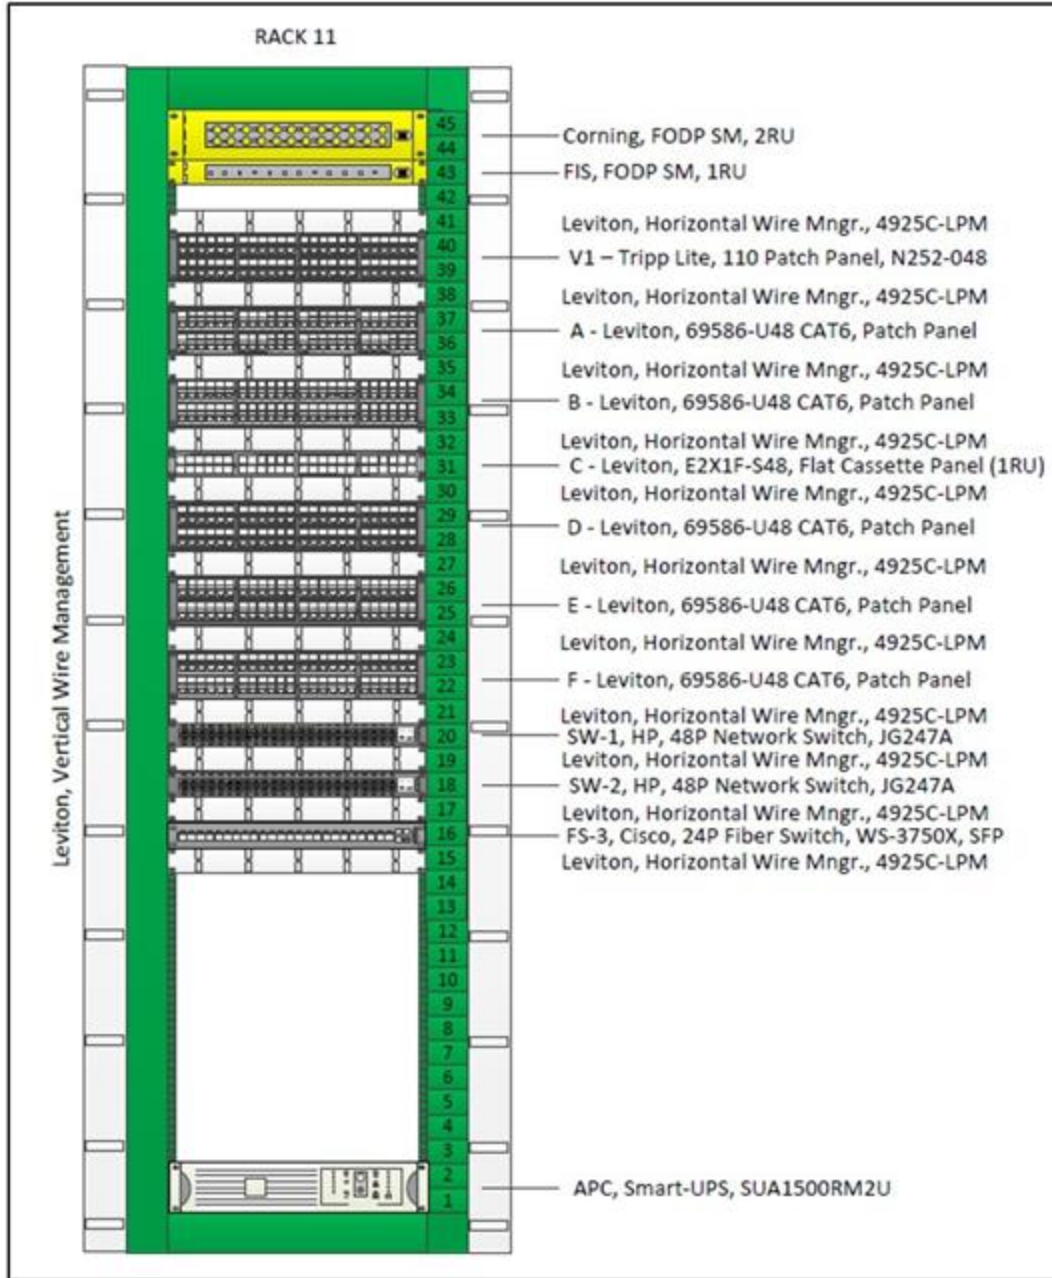 RACK 11
45
Corning, FODP SM, 2RU
44
43
FIS, FODP SM, 1RU
42
41
Leviton, Horizontal Wire Mngr., 4925C-LPM
40
V1 – Tripp Lite, 110 Patch Panel, N252-048
39
38
Leviton, Horizontal Wire Mngr., 4925C-LPM
37
A - Leviton, 69586-U48 CAT6, Patch Panel
36
35
Leviton, Horizontal Wire Mngr., 4925C-LPM
34
B - Leviton, 69586-U48 CAT6, Patch Panel
33
32
Leviton, Horizontal Wire Mngr., 4925C-LPM
31
C - Leviton, E2X1F-S48, Flat Cassette Panel (1RU)
30
Leviton, Horizontal Wire Mngr., 4925C-LPM
29
D - Leviton, 69586-U48 CAT6, Patch Panel
28
27
Leviton, Horizontal Wire Mngr., 4925C-LPM
26
E - Leviton, 69586-U48 CAT6, Patch Panel
25
24
Leviton, Horizontal Wire Mngr., 4925C-LPM
23
F - Leviton, 69586-U48 CAT6, Patch Panel
22
21
Leviton, Horizontal Wire Mngr., 4925C-LPM
20
SW-1, HP, 48P Network Switch, JG247A
19
Leviton, Horizontal Wire Mngr., 4925C-LPM
18
SW-2, HP, 48P Network Switch, JG247A
17
Leviton, Horizontal Wire Mngr., 4925C-LPM
16
FS-3, Cisco, 24P Fiber Switch, WS-3750X, SFP
15
Leviton, Horizontal Wire Mngr., 4925C-LPM
14
13
12
11
10
9
8
7
6
5
4
3
2
APC, Smart-UPS, SUA1500RM2U
1
Leviton, Vertical Wire Management